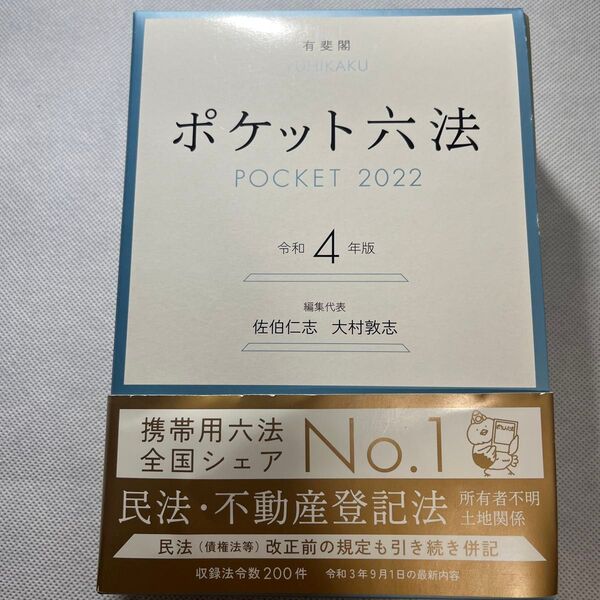 有斐閣
YUHIKAKU
ポケット六法
POCKET 2022
令和 4 年版
編集代表
佐伯仁志 大村敦志
携帯用六法
全国シェア No.1
民法・不動産登記法 所有者不明
土地関係
民法(債権法等)改正前の規定も引き続き併記
収録法令数200件 令和3年9月1日の最新内容